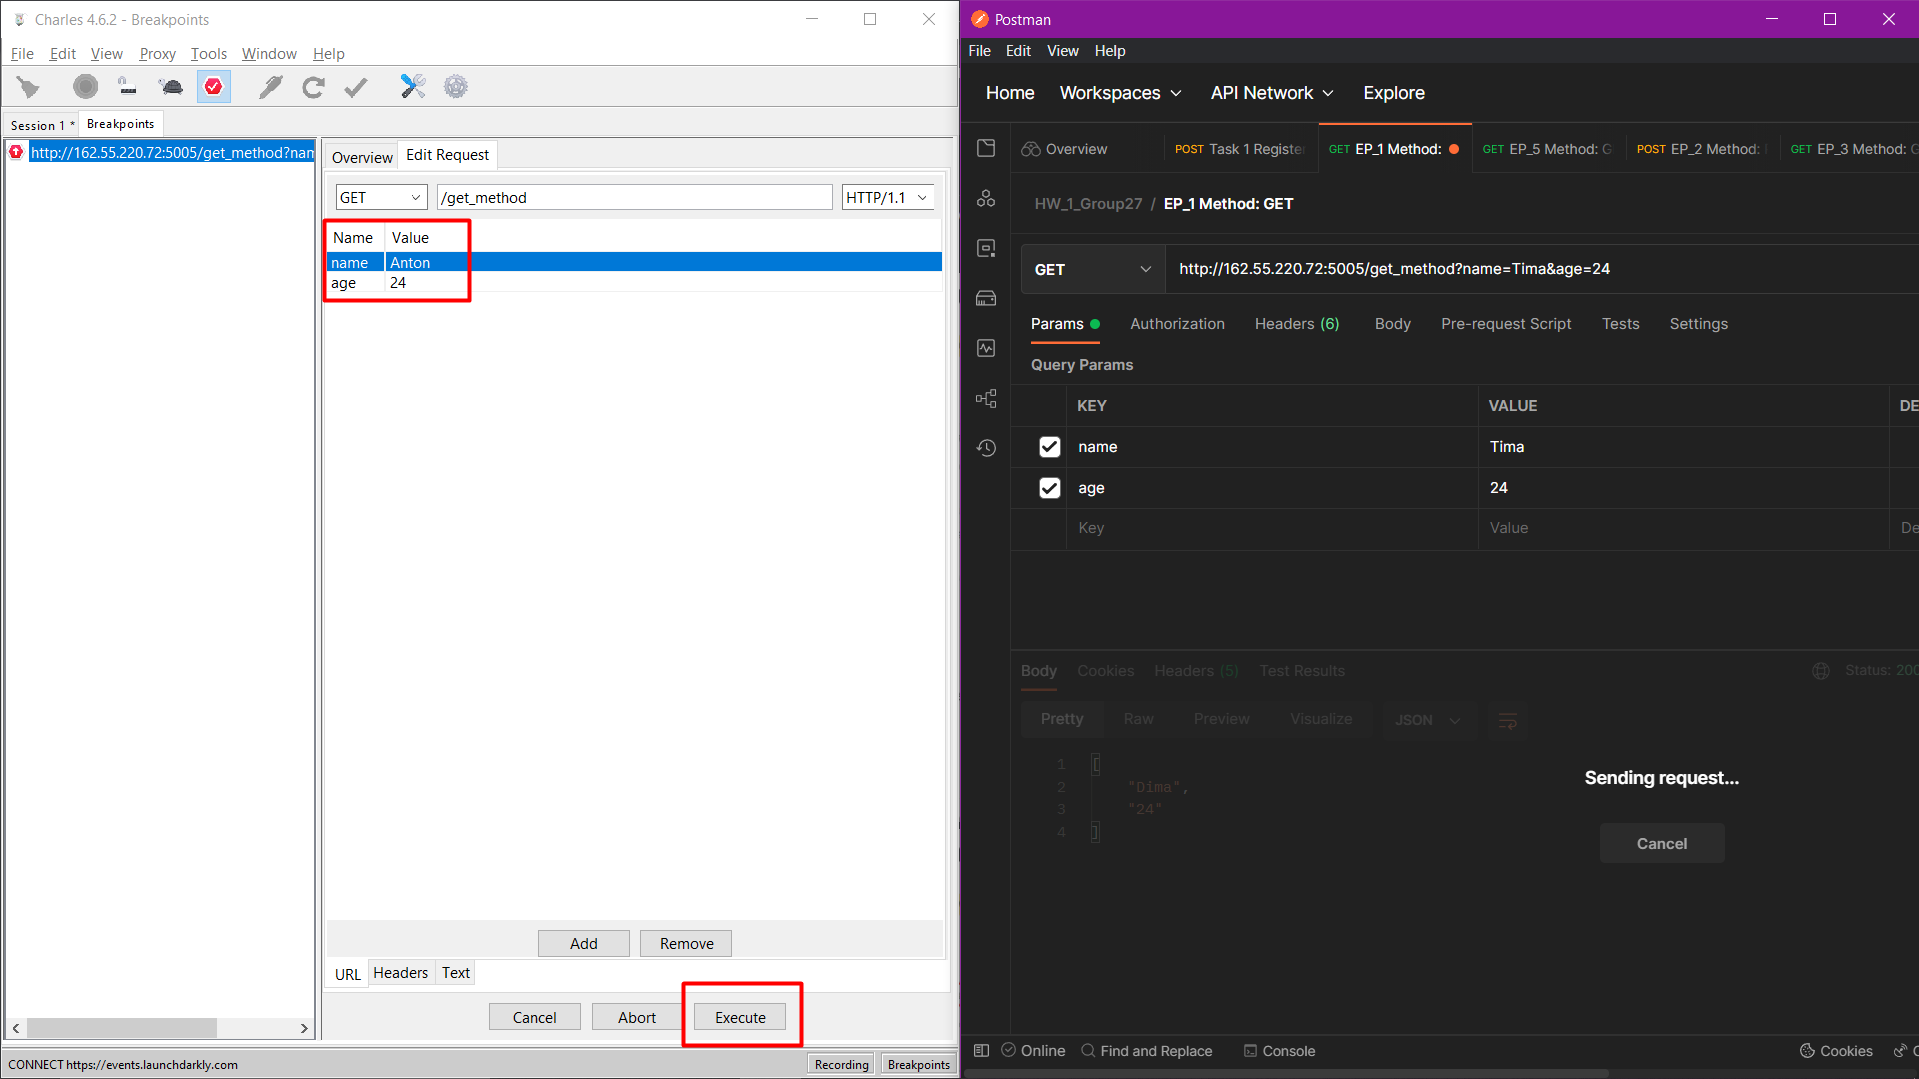 Charles 4.6.2 - Breakpoints
File Edit View Proxy Tools Window Help
Session 1 * Breakpoints
http://162.55.220.72:5005/get_method?nam
Overview Edit Request
GET /get_method HTTP/1.1
Name Value
name Anton
age 24
Add Remove
URL Headers Text
Cancel Abort Execute
CONNECT https://events.launchdarkly.com Recording Breakpoints
Postman
File Edit View Help
Home Workspaces API Network Explore
Overview POST Task 1 Register GET EP_1 Method: GET EP_5 Method: G POST EP_2 Method: GET EP_3 Method: G
HW_1_Group27 / EP_1 Method: GET
GET http://162.55.220.72:5005/get_method?name=Tima&age=24
Params Authorization Headers (6) Body Pre-request Script Tests Settings
Query Params
KEY VALUE DE
name Tima
age 24
Key Value De
Body Cookies Headers (5) Test Results Status: 200
Pretty Raw Preview Visualize JSON
1 [
2 "Dima",
3 "24"
4 ]
Sending request...
Cancel
Online Find and Replace Console Cookies C